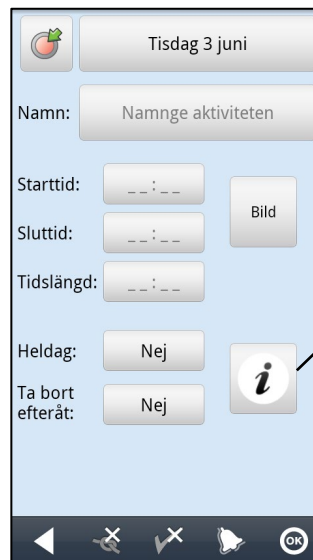 Tisdag 3 juni
Namn: Namnge aktiviteten
Starttid: __:__
Bild
Sluttid: __:__
Tidslängd: __:__
Heldag: Nej
i
Ta bort
efteråt: Nej
OK